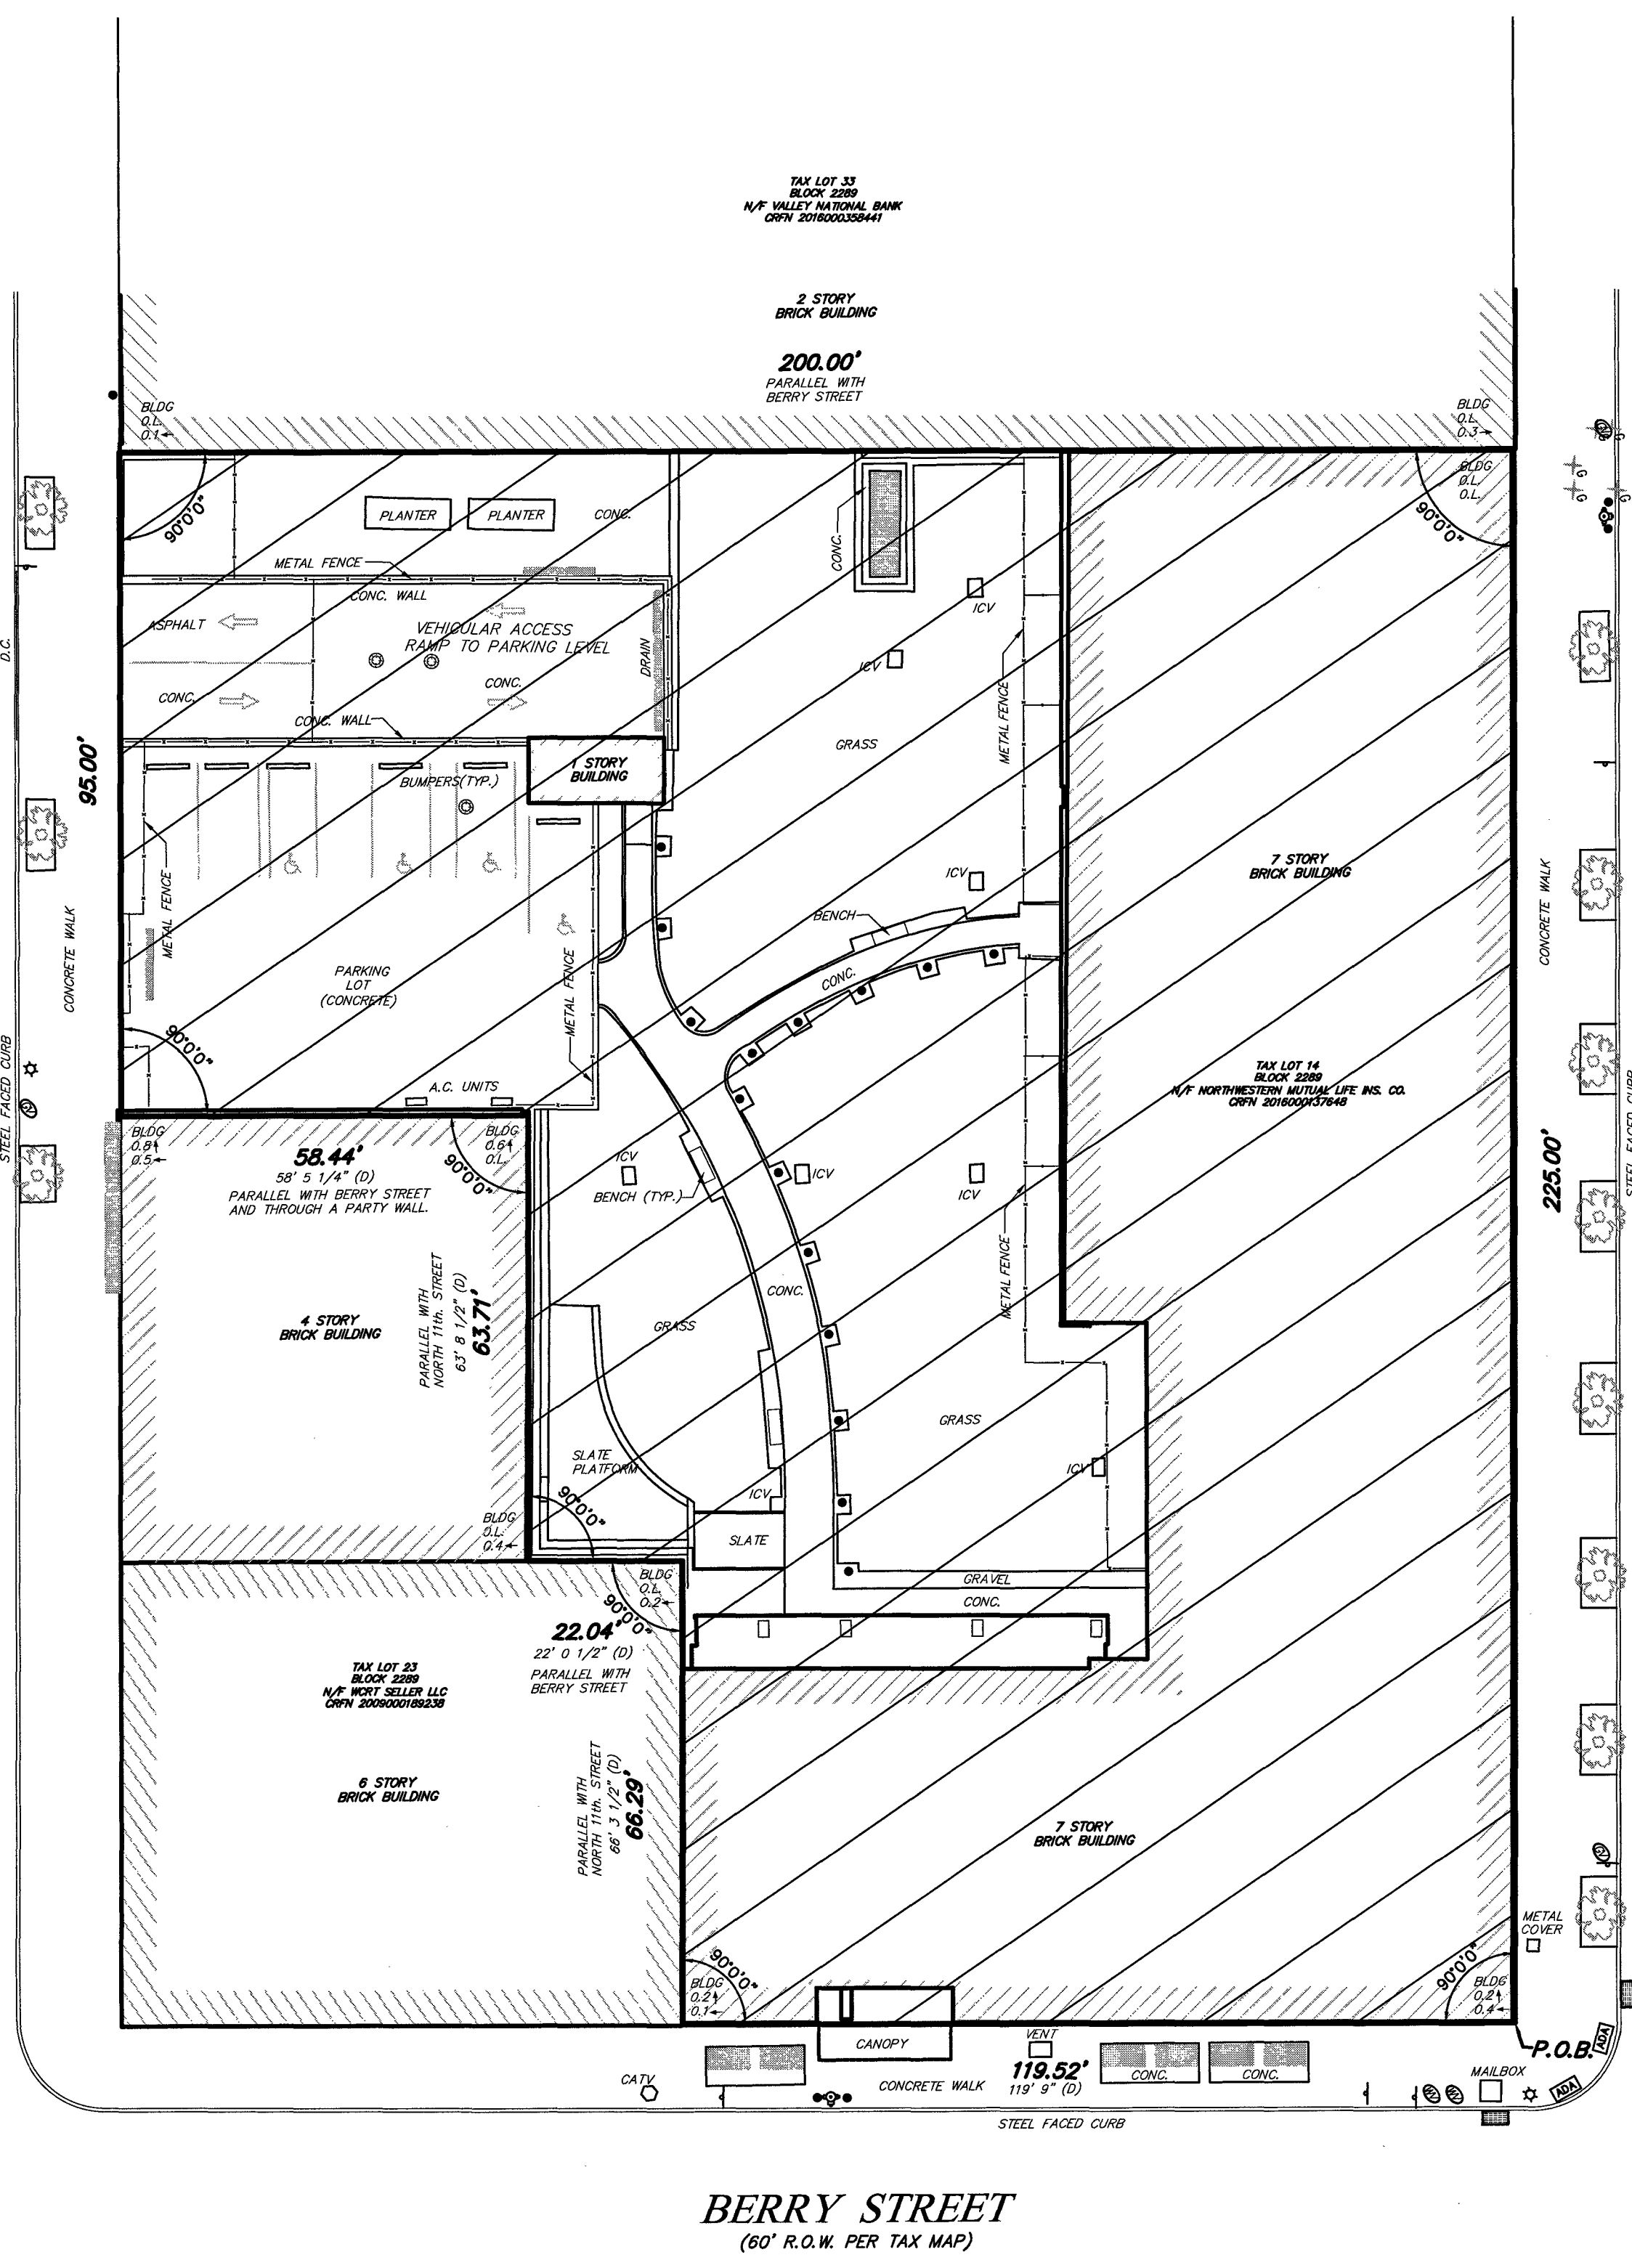 TAX LOT 33
BLOCK 2289
N/F VALLEY NATIONAL BANK
CRFN 2016000358441
2 STORY
BRICK BUILDING
200.00'
PARALLEL WITH
BERRY STREET
BLDG
O.L.
0.1
BLDG
O.L.
0.3
BLDG
O.L.
O.L.
90°0'0"
90°0'0"
G
G
G
G
PLANTER
PLANTER
CONC.
CONC.
METAL FENCE
CONC. WALL
ICV
ASPHALT
VEHICULAR ACCESS
RAMP TO PARKING LEVEL
DRAIN
ICV
D.C.
CONC.
CONC.
METAL FENCE
CONC. WALL
GRASS
95.00'
1 STORY
BUILDING
BUMPERS(TYP.)
7 STORY
BRICK BUILDING
ICV
METAL FENCE
BENCH
CONCRETE WALK
CONCRETE WALK
PARKING
LOT
(CONCRETE)
METAL FENCE
CONC.
90°0'0"
STEEL FACED CURB
A.C. UNITS
TAX LOT 14
BLOCK 2289
N/F NORTHWESTERN MUTUAL LIFE INS. CO.
CRFN 2016000137648
STEEL FACED CURB
BLDG
0.8
0.5
BLDG
0.6
O.L.
58.44'
58' 5 1/4" (D)
PARALLEL WITH BERRY STREET
AND THROUGH A PARTY WALL.
90°0'0"
ICV
BENCH (TYP.)
ICV
ICV
225.00'
PARALLEL WITH
NORTH 11th. STREET
63' 8 1/2" (D)
63.71'
METAL FENCE
CONC.
4 STORY
BRICK BUILDING
GRASS
GRASS
SLATE
PLATFORM
ICV
ICV
90°0'0"
BLDG
O.L.
0.4
SLATE
BLDG
O.L.
0.2
90°0'0"
GRAVEL
CONC.
22.04'
22' 0 1/2" (D)
PARALLEL WITH
BERRY STREET
TAX LOT 23
BLOCK 2289
N/F WCRT SELLER LLC
CRFN 2009000189238
6 STORY
BRICK BUILDING
PARALLEL WITH
NORTH 11th. STREET
66' 3 1/2" (D)
66.29'
7 STORY
BRICK BUILDING
METAL
COVER
90°0'0"
90°0'0"
BLDG
0.2
0.1
BLDG
0.2
0.4
CANOPY
VENT
P.O.B.
ADA
CATV
CONCRETE WALK
119.52'
119' 9" (D)
CONC.
CONC.
MAILBOX
ADA
STEEL FACED CURB
BERRY STREET
(60' R.O.W. PER TAX MAP)